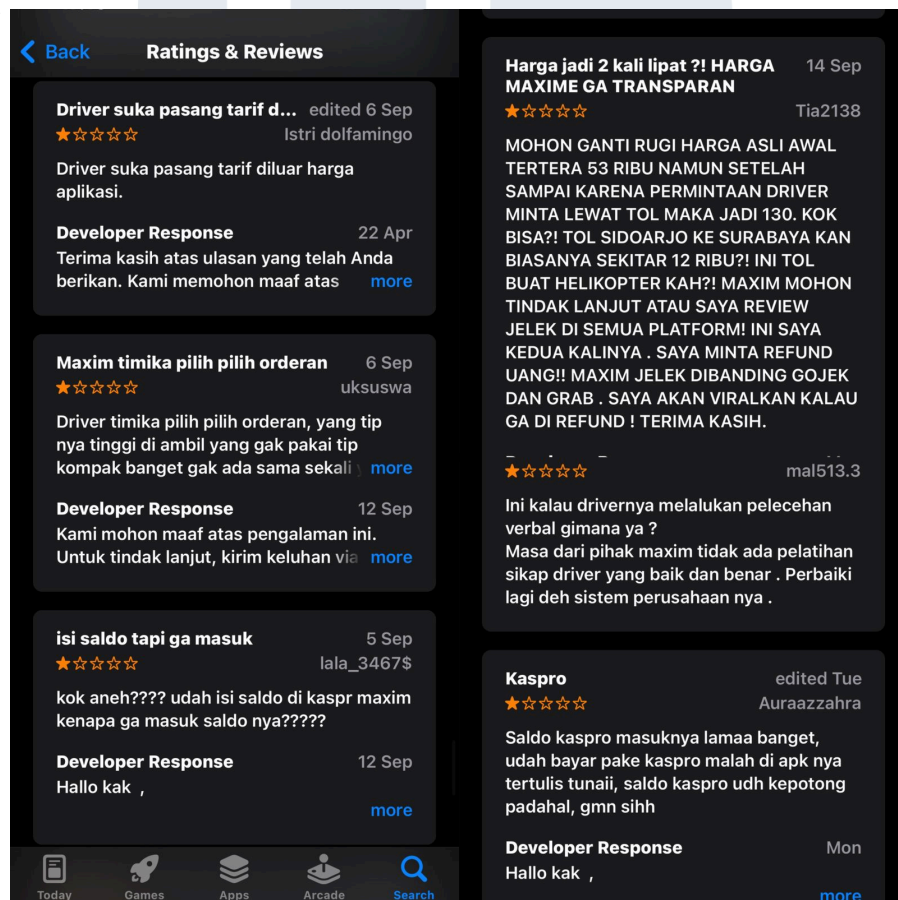 Back
Ratings & Reviews
Driver suka pasang tarif d... edited 6 Sep
★☆☆☆☆ Istri dolfamingo
Driver suka pasang tarif diluar harga
aplikasi.
Developer Response 22 Apr
Terima kasih atas ulasan yang telah Anda
berikan. Kami memohon maaf atas more
Maxim timika pilih pilih orderan 6 Sep
★☆☆☆☆ uksuswa
Driver timika pilih pilih orderan, yang tip
nya tinggi di ambil yang gak pakai tip
kompak banget gak ada sama sekali more
Developer Response 12 Sep
Kami mohon maaf atas pengalaman ini.
Untuk tindak lanjut, kirim keluhan via more
isi saldo tapi ga masuk 5 Sep
★☆☆☆☆ lala_3467$
kok aneh???? udah isi saldo di kaspr maxim
kenapa ga masuk saldo nya?????
Developer Response 12 Sep
Hallo kak ,
more
Today Games Apps Arcade Search
Harga jadi 2 kali lipat ?! HARGA 14 Sep
MAXIME GA TRANSPARAN
★☆☆☆☆ Tia2138
MOHON GANTI RUGI HARGA ASLI AWAL
TERTERA 53 RIBU NAMUN SETELAH
SAMPAI KARENA PERMINTAAN DRIVER
MINTA LEWAT TOL MAKA JADI 130. KOK
BISA?! TOL SIDOARJO KE SURABAYA KAN
BIASANYA SEKITAR 12 RIBU?! INI TOL
BUAT HELIKOPTER KAH?! MAXIM MOHON
TINDAK LANJUT ATAU SAYA REVIEW
JELEK DI SEMUA PLATFORM! INI SAYA
KEDUA KALINYA . SAYA MINTA REFUND
UANG!! MAXIM JELEK DIBANDING GOJEK
DAN GRAB . SAYA AKAN VIRALKAN KALAU
GA DI REFUND ! TERIMA KASIH.
★☆☆☆☆ mal513.3
Ini kalau drivernya melalukan pelecehan
verbal gimana ya ?
Masa dari pihak maxim tidak ada pelatihan
sikap driver yang baik dan benar . Perbaiki
lagi deh sistem perusahaan nya .
Kaspro edited Tue
★☆☆☆☆ Auraazzahra
Saldo kaspro masuknya lamaa banget,
udah bayar pake kaspro malah di apk nya
tertulis tunaii, saldo kaspro udh kepotong
padahal, gmn sihh
Developer Response Mon
Hallo kak ,
more